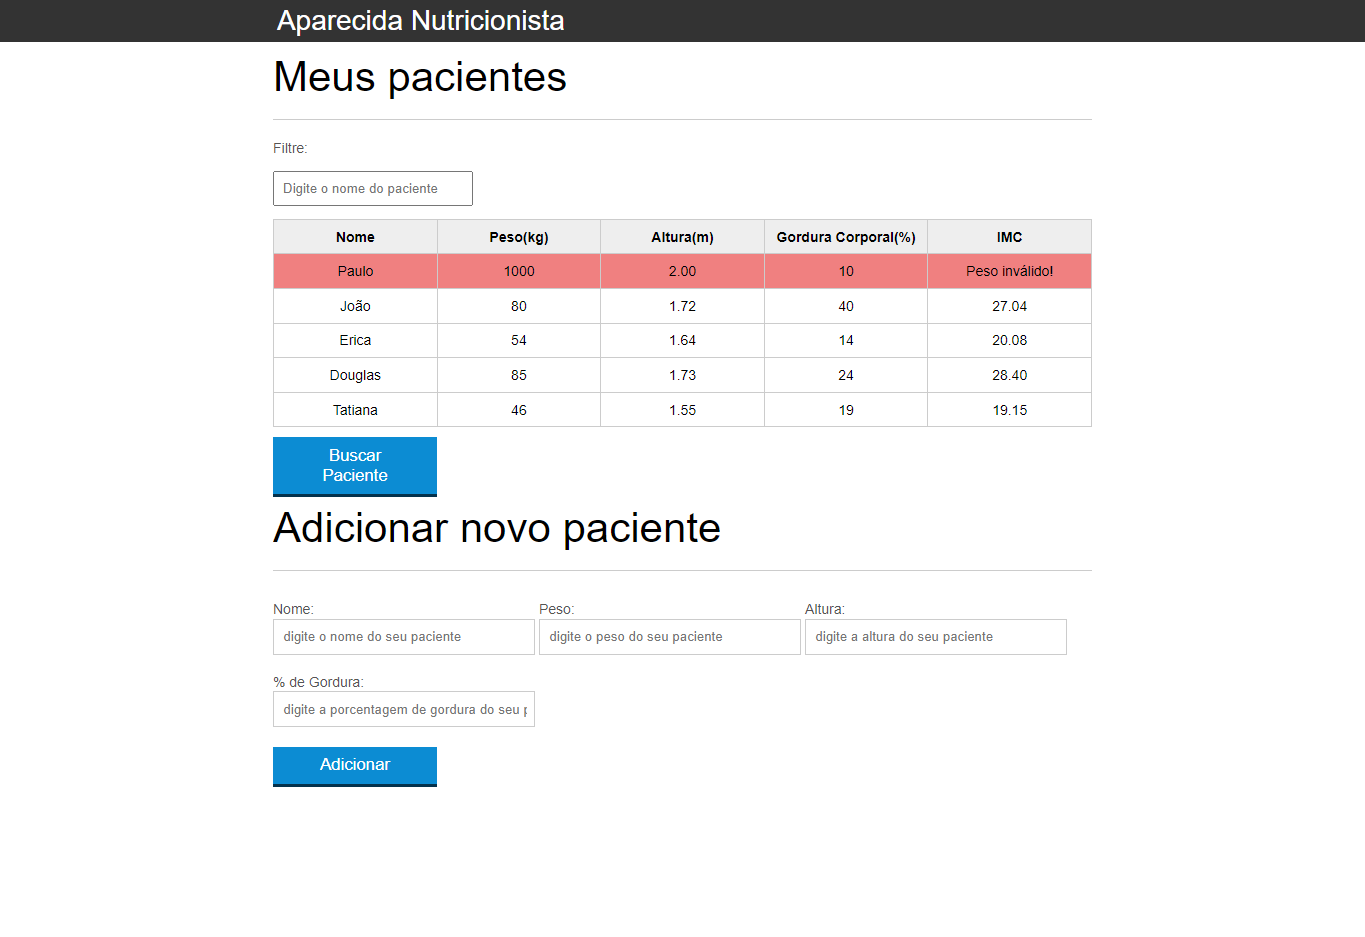 Aparecida Nutricionista
Meus pacientes
Filtre:
Digite o nome do paciente
Nome Peso(kg) Altura(m) Gordura Corporal(%) IMC
Paulo 1000 2.00 10 Peso inválido!
João 80 1.72 40 27.04
Erica 54 1.64 14 20.08
Douglas 85 1.73 24 28.40
Tatiana 46 1.55 19 19.15
Buscar
Paciente
Adicionar novo paciente
Nome: Peso: Altura:
digite o nome do seu paciente digite o peso do seu paciente digite a altura do seu paciente
% de Gordura:
digite a porcentagem de gordura do seu
Adicionar